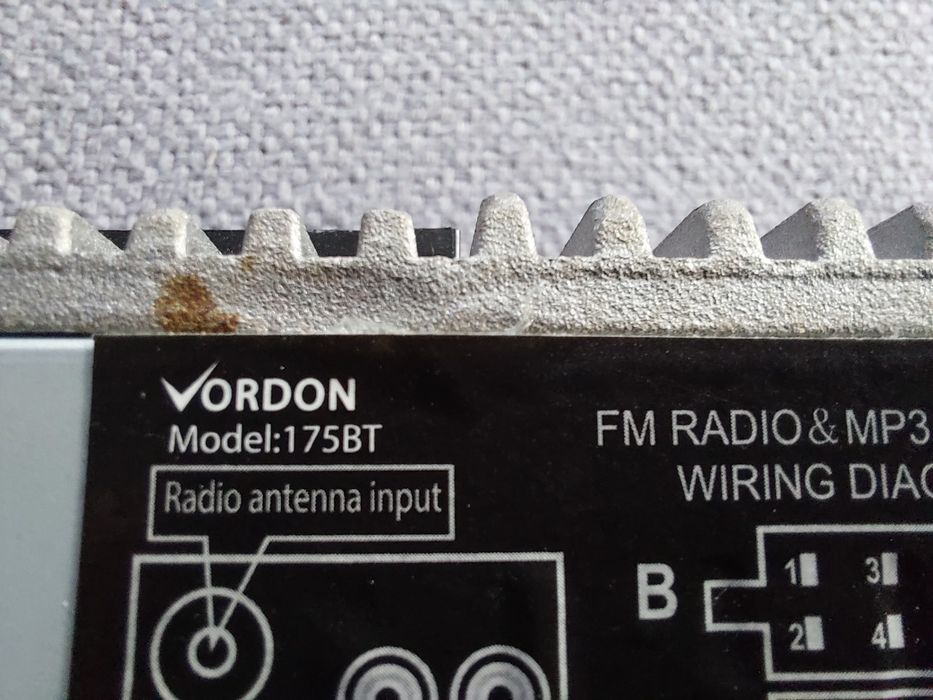 VORDON
Model:175BT
Radio antenna input
FM RADIO & MP3
WIRING DIAG
B
1 3
2 4